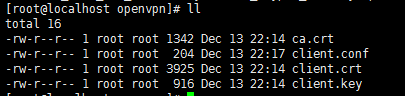 [root@localhost openvpn]# ll
total 16
-rw-r--r-- 1 root root 1342 Dec 13 22:14 ca.crt
-rw-r--r-- 1 root root  204 Dec 13 22:17 client.conf
-rw-r--r-- 1 root root 3925 Dec 13 22:14 client.crt
-rw-r--r-- 1 root root  916 Dec 13 22:14 client.key
[root@localhost openvpn]#